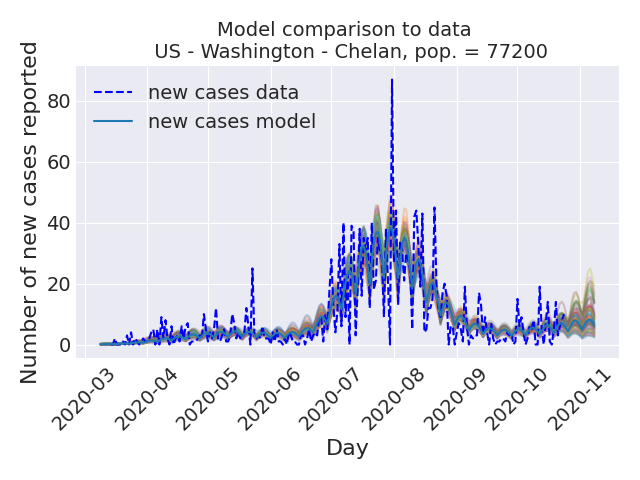 Model comparison to data
US - Washington - Chelan, pop. = 77200
Number of new cases reported
80
60
40
20
0
new cases data
new cases model
2020-03
2020-04
2020-05
2020-06
2020-07
2020-08
2020-09
2020-10
2020-11
Day